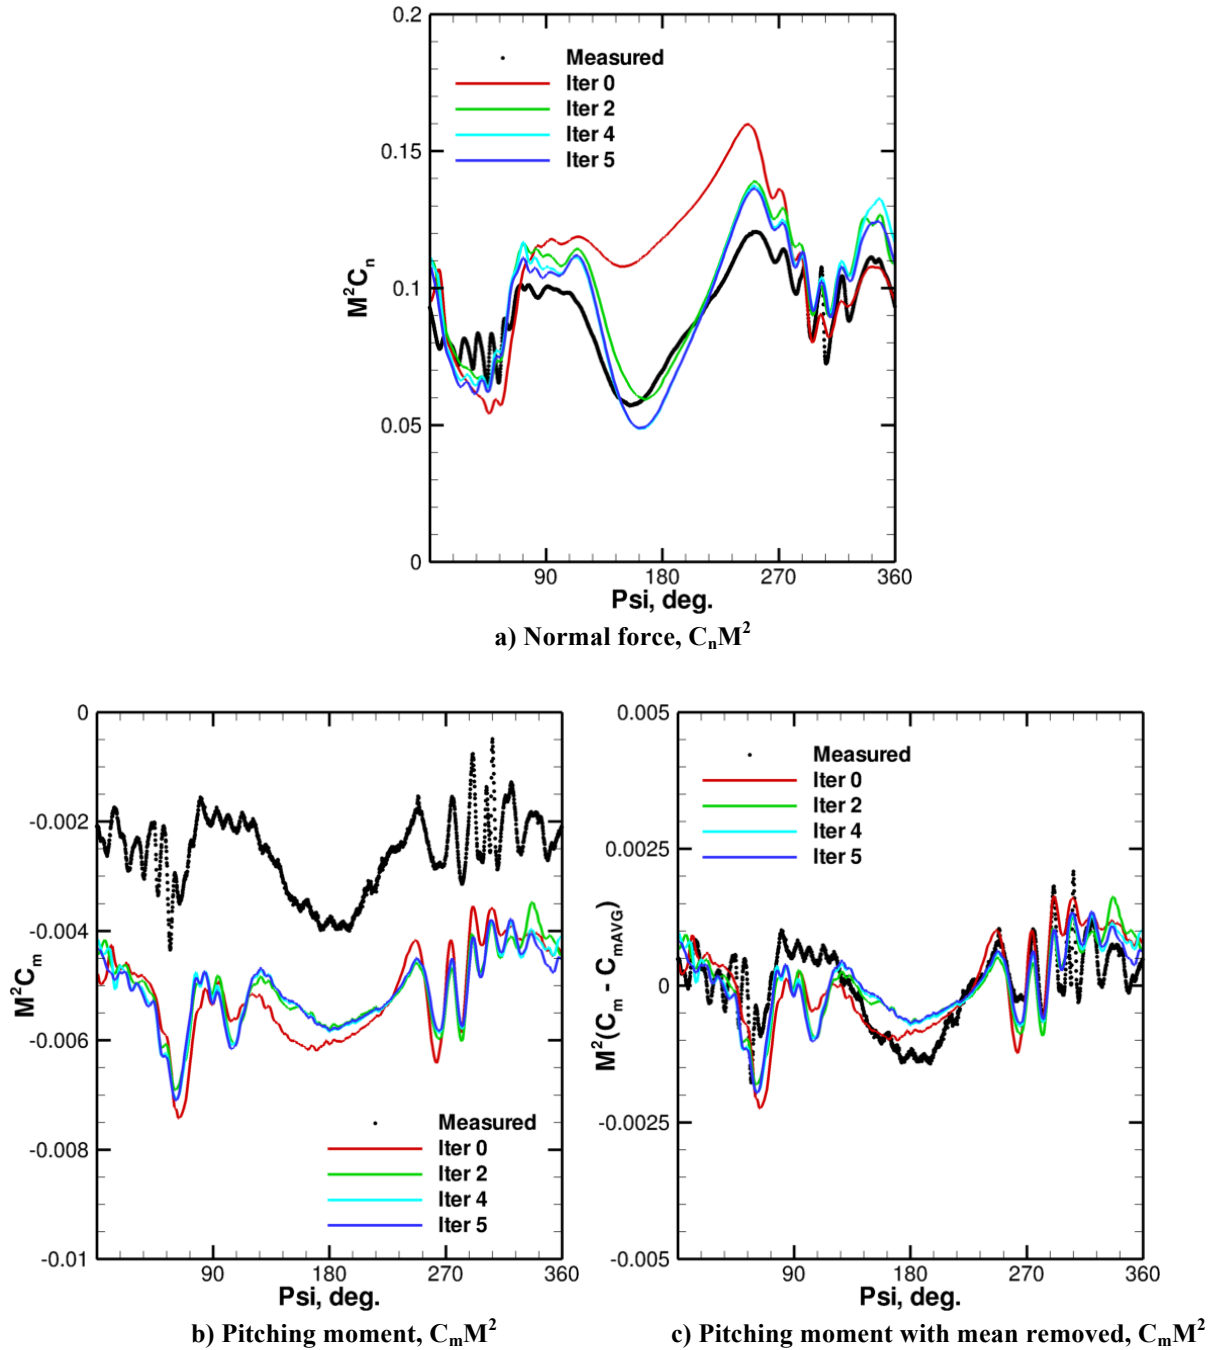 0.2
Measured
Iter 0
Iter 2
Iter 4
Iter 5
0.15
0.1
0.05
0
M²Cₙ
90 180 270 360
Psi, deg.
a) Normal force, CₙM²
0
-0.002
-0.004
-0.006
-0.008
-0.01
M²Cₘ
Measured
Iter 0
Iter 2
Iter 4
Iter 5
90 180 270 360
Psi, deg.
b) Pitching moment, CₘM²
0.005
Measured
Iter 0
Iter 2
Iter 4
Iter 5
0.0025
0
-0.0025
-0.005
M²(Cₘ - CₘAVG)
90 180 270 360
Psi, deg.
c) Pitching moment with mean removed, CₘM²